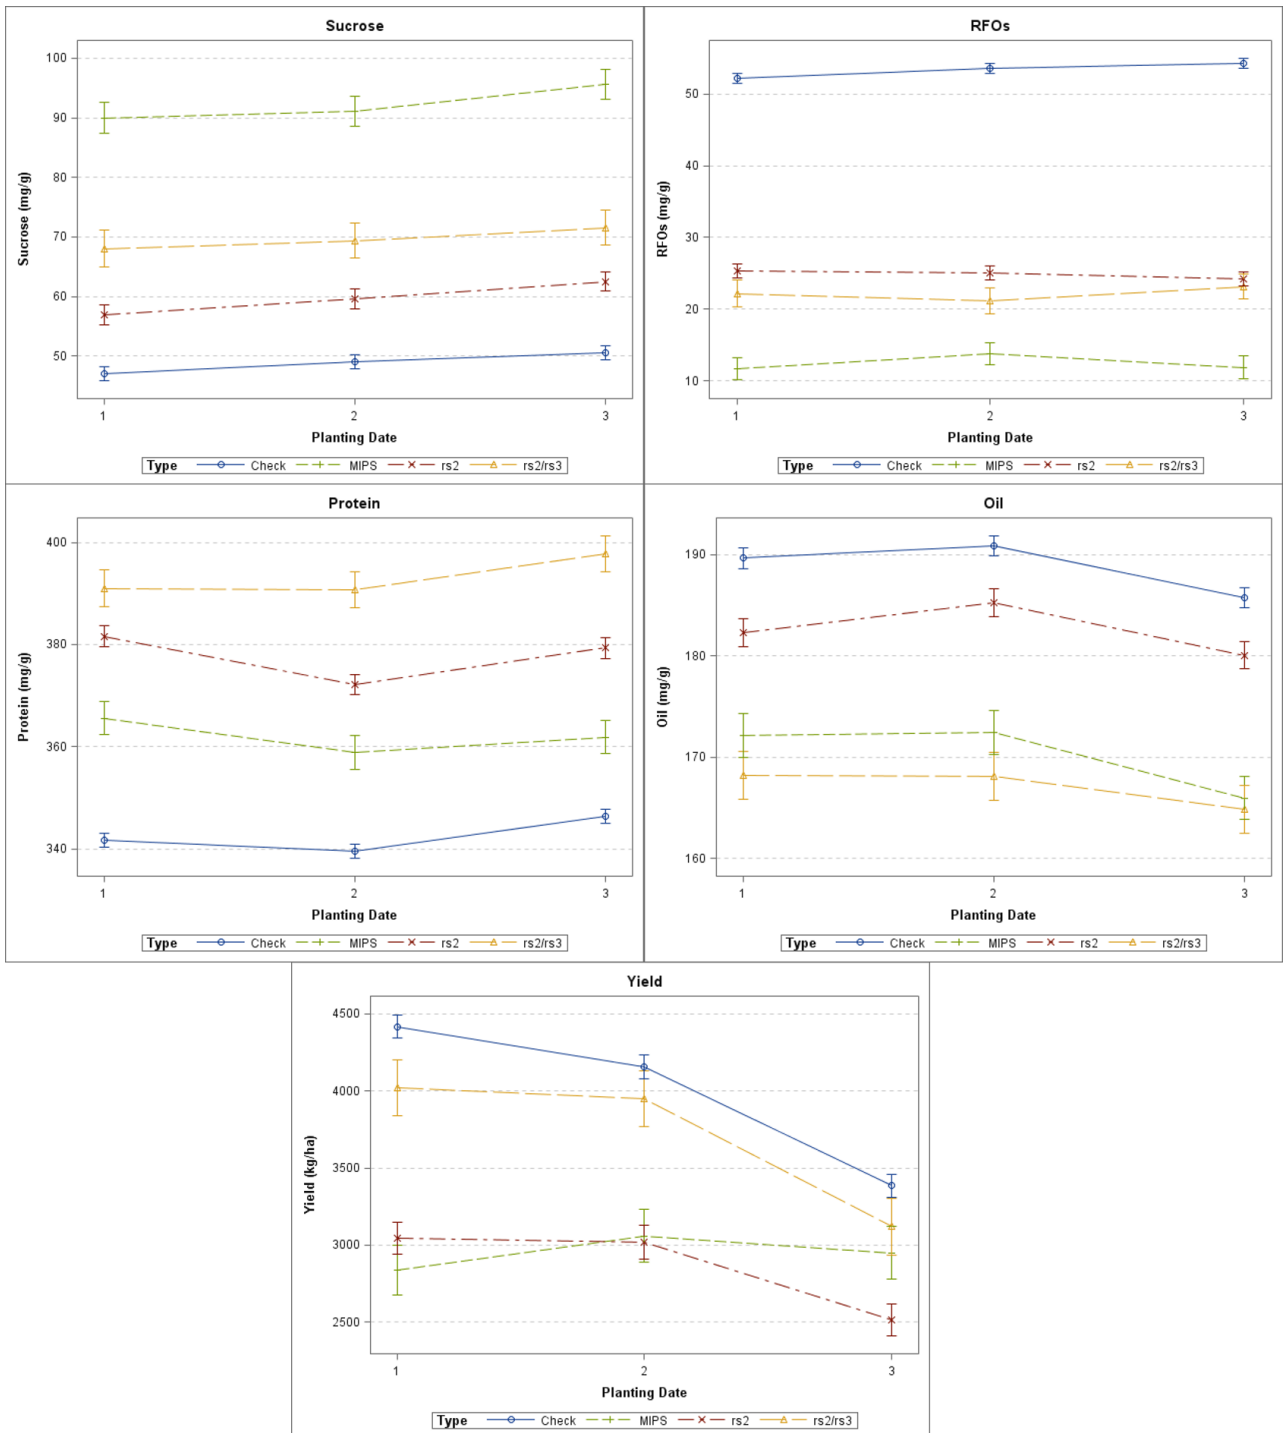 Sucrose
100
90
80
70
60
50
Sucrose (mg/g)
1 2 3
Planting Date
Type Check MIPS rs2 rs2/rs3
RFOs
50
40
30
20
10
RFOs (mg/g)
1 2 3
Planting Date
Type Check MIPS rs2 rs2/rs3
Protein
400
380
360
340
Protein (mg/g)
1 2 3
Planting Date
Type Check MIPS rs2 rs2/rs3
Oil
190
180
170
160
Oil (mg/g)
1 2 3
Planting Date
Type Check MIPS rs2 rs2/rs3
Yield
4500
4000
3500
3000
2500
Yield (kg/ha)
1 2 3
Planting Date
Type Check MIPS rs2 rs2/rs3